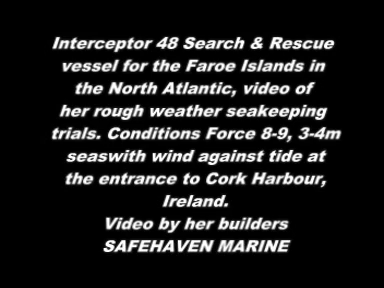 Interceptor 48 Search & Rescue
vessel for the Faroe Islands in
the North Atlantic, video of
her rough weather seakeeping
trials. Conditions Force 8-9, 3-4m
seaswith wind against tide at
the entrance to Cork Harbour,
Ireland.
Video by her builders
SAFEHAVEN MARINE